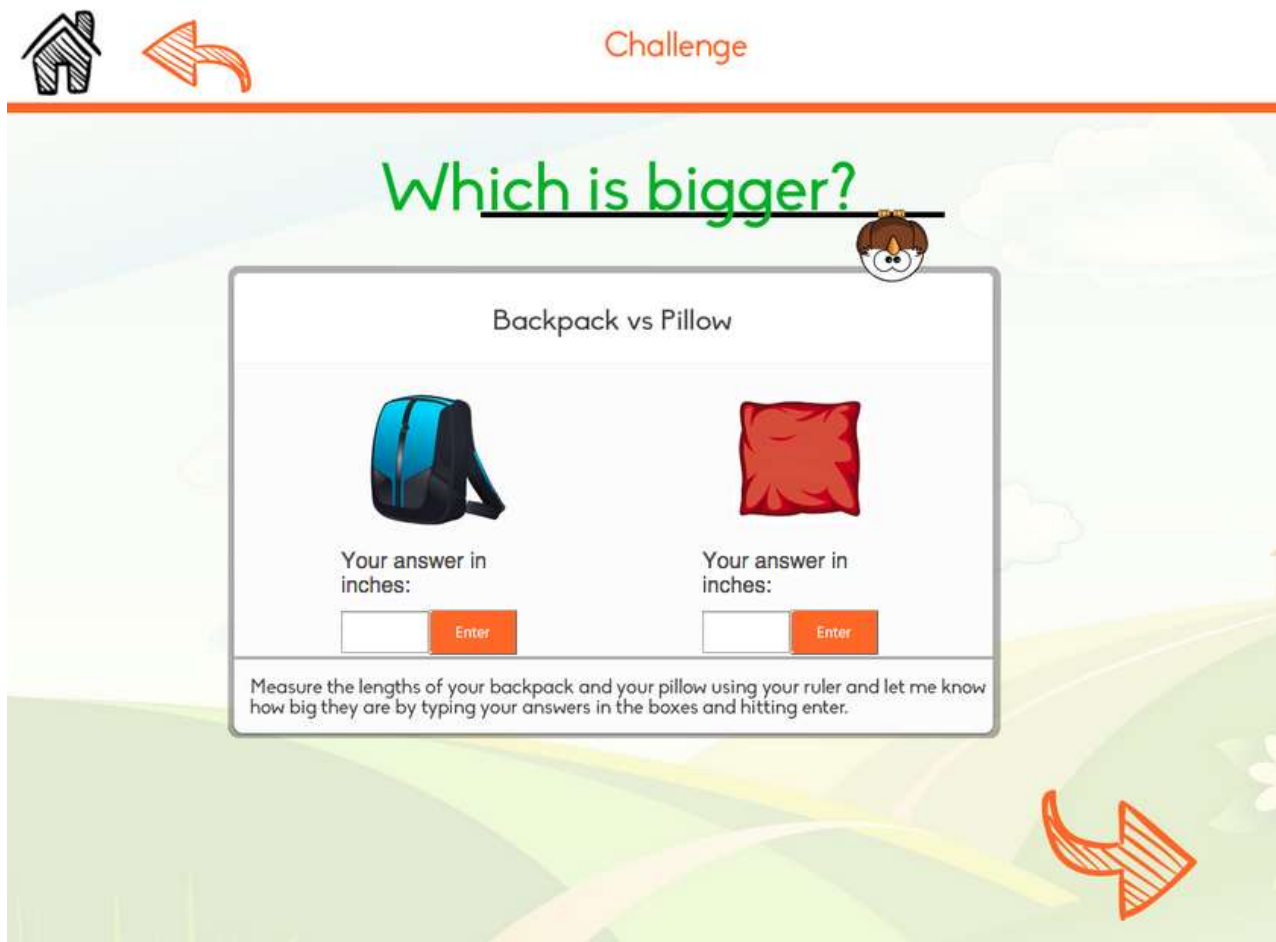 Challenge
Which is bigger?
Backpack vs Pillow
Your answer in
inches:
Enter
Your answer in
inches:
Enter
Measure the lengths of your backpack and your pillow using your ruler and let me know
how big they are by typing your answers in the boxes and hitting enter.